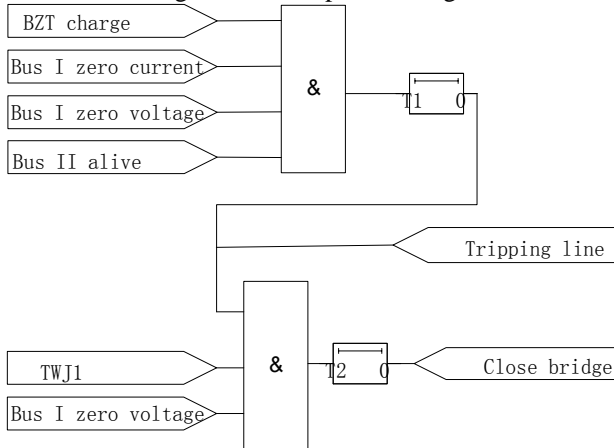 BZT charge
Bus I zero current
Bus I zero voltage
Bus II alive
&
T1 0
Tripping line
TWJ1
Bus I zero voltage
&
T2 0
Close bridge